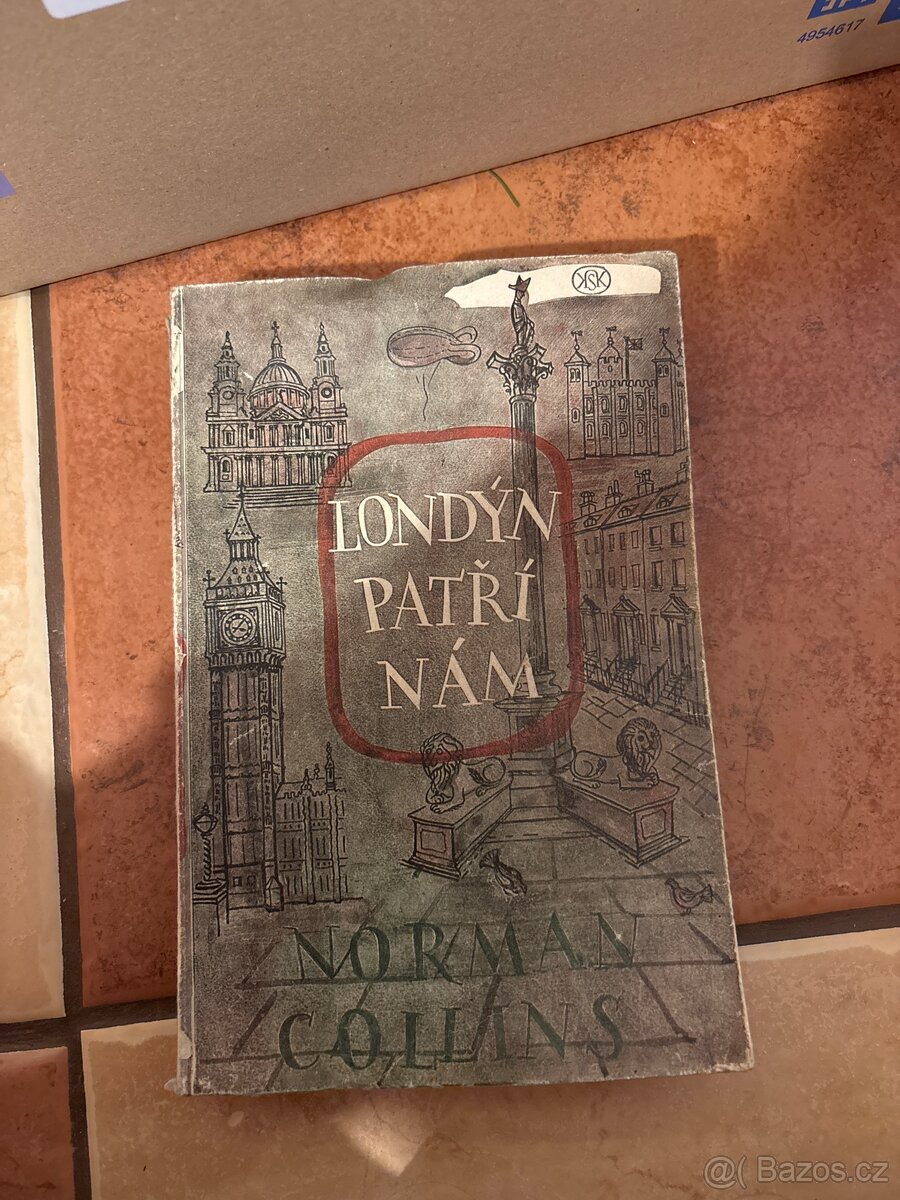 4954617
KSK
LONDÝN
PATŘÍ
NÁM
NORMAN
COLLINS
@( Bazos.cz